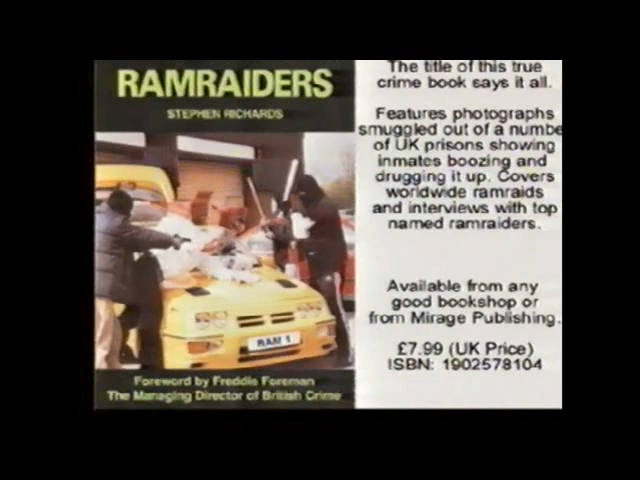 RAMRAIDERS
STEPHEN RICHARDS
RAM 1
Foreword by Freddie Foreman
The Managing Director of British Crime
The title of this true
crime book says it all.
Features photographs
smuggled out of a numbe
of UK prisons showing
inmates boozing and
drugging it up. Covers
worldwide ramraids
and interviews with top
named ramraiders.
Available from any
good bookshop or
from Mirage Publishing.
£7.99 (UK Price)
ISBN: 1902578104